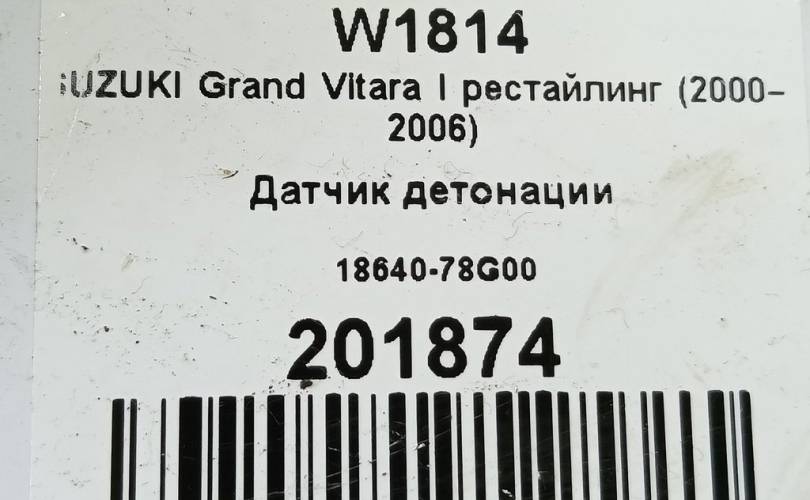 W1814
SUZUKI Grand Vitara I рестайлинг (2000-
2006)
Датчик детонации
18640-78G00
201874